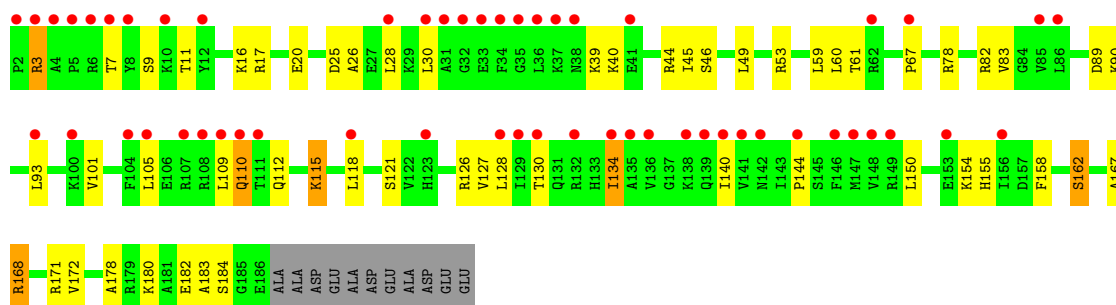 P2 R3 A4 P5 R6 T7 Y8 S9 K10 T11 Y12 K16 R17 E20 D25 A26 E27 L28 K29 L30 A31 G32 E33 F34 G35 L36 K37 N38 K39 K40 E41 R44 I45 S46 L49 R53 L59 L60 T61 R62 P67 R78 R82 V83 G84 V85 L86 D89 K90
L93 K100 V101 F104 L105 E106 R107 R108 L109 Q110 T111 Q112 K115 L118 S121 V122 H123 R126 V127 L128 I129 T130 Q131 R132 H133 I134 A135 V136 G137 K138 Q139 I140 V141 N142 I143 P144 S145 F146 M147 V148 R149 L150 E153 K154 H155 I156 D157 F158 S162 A167
R168 R171 V172 A178 R179 K180 A181 E182 A183 S184 G185 E186 ALA ALA ASP GLU ALA ASP GLU ALA ASP GLU GLU